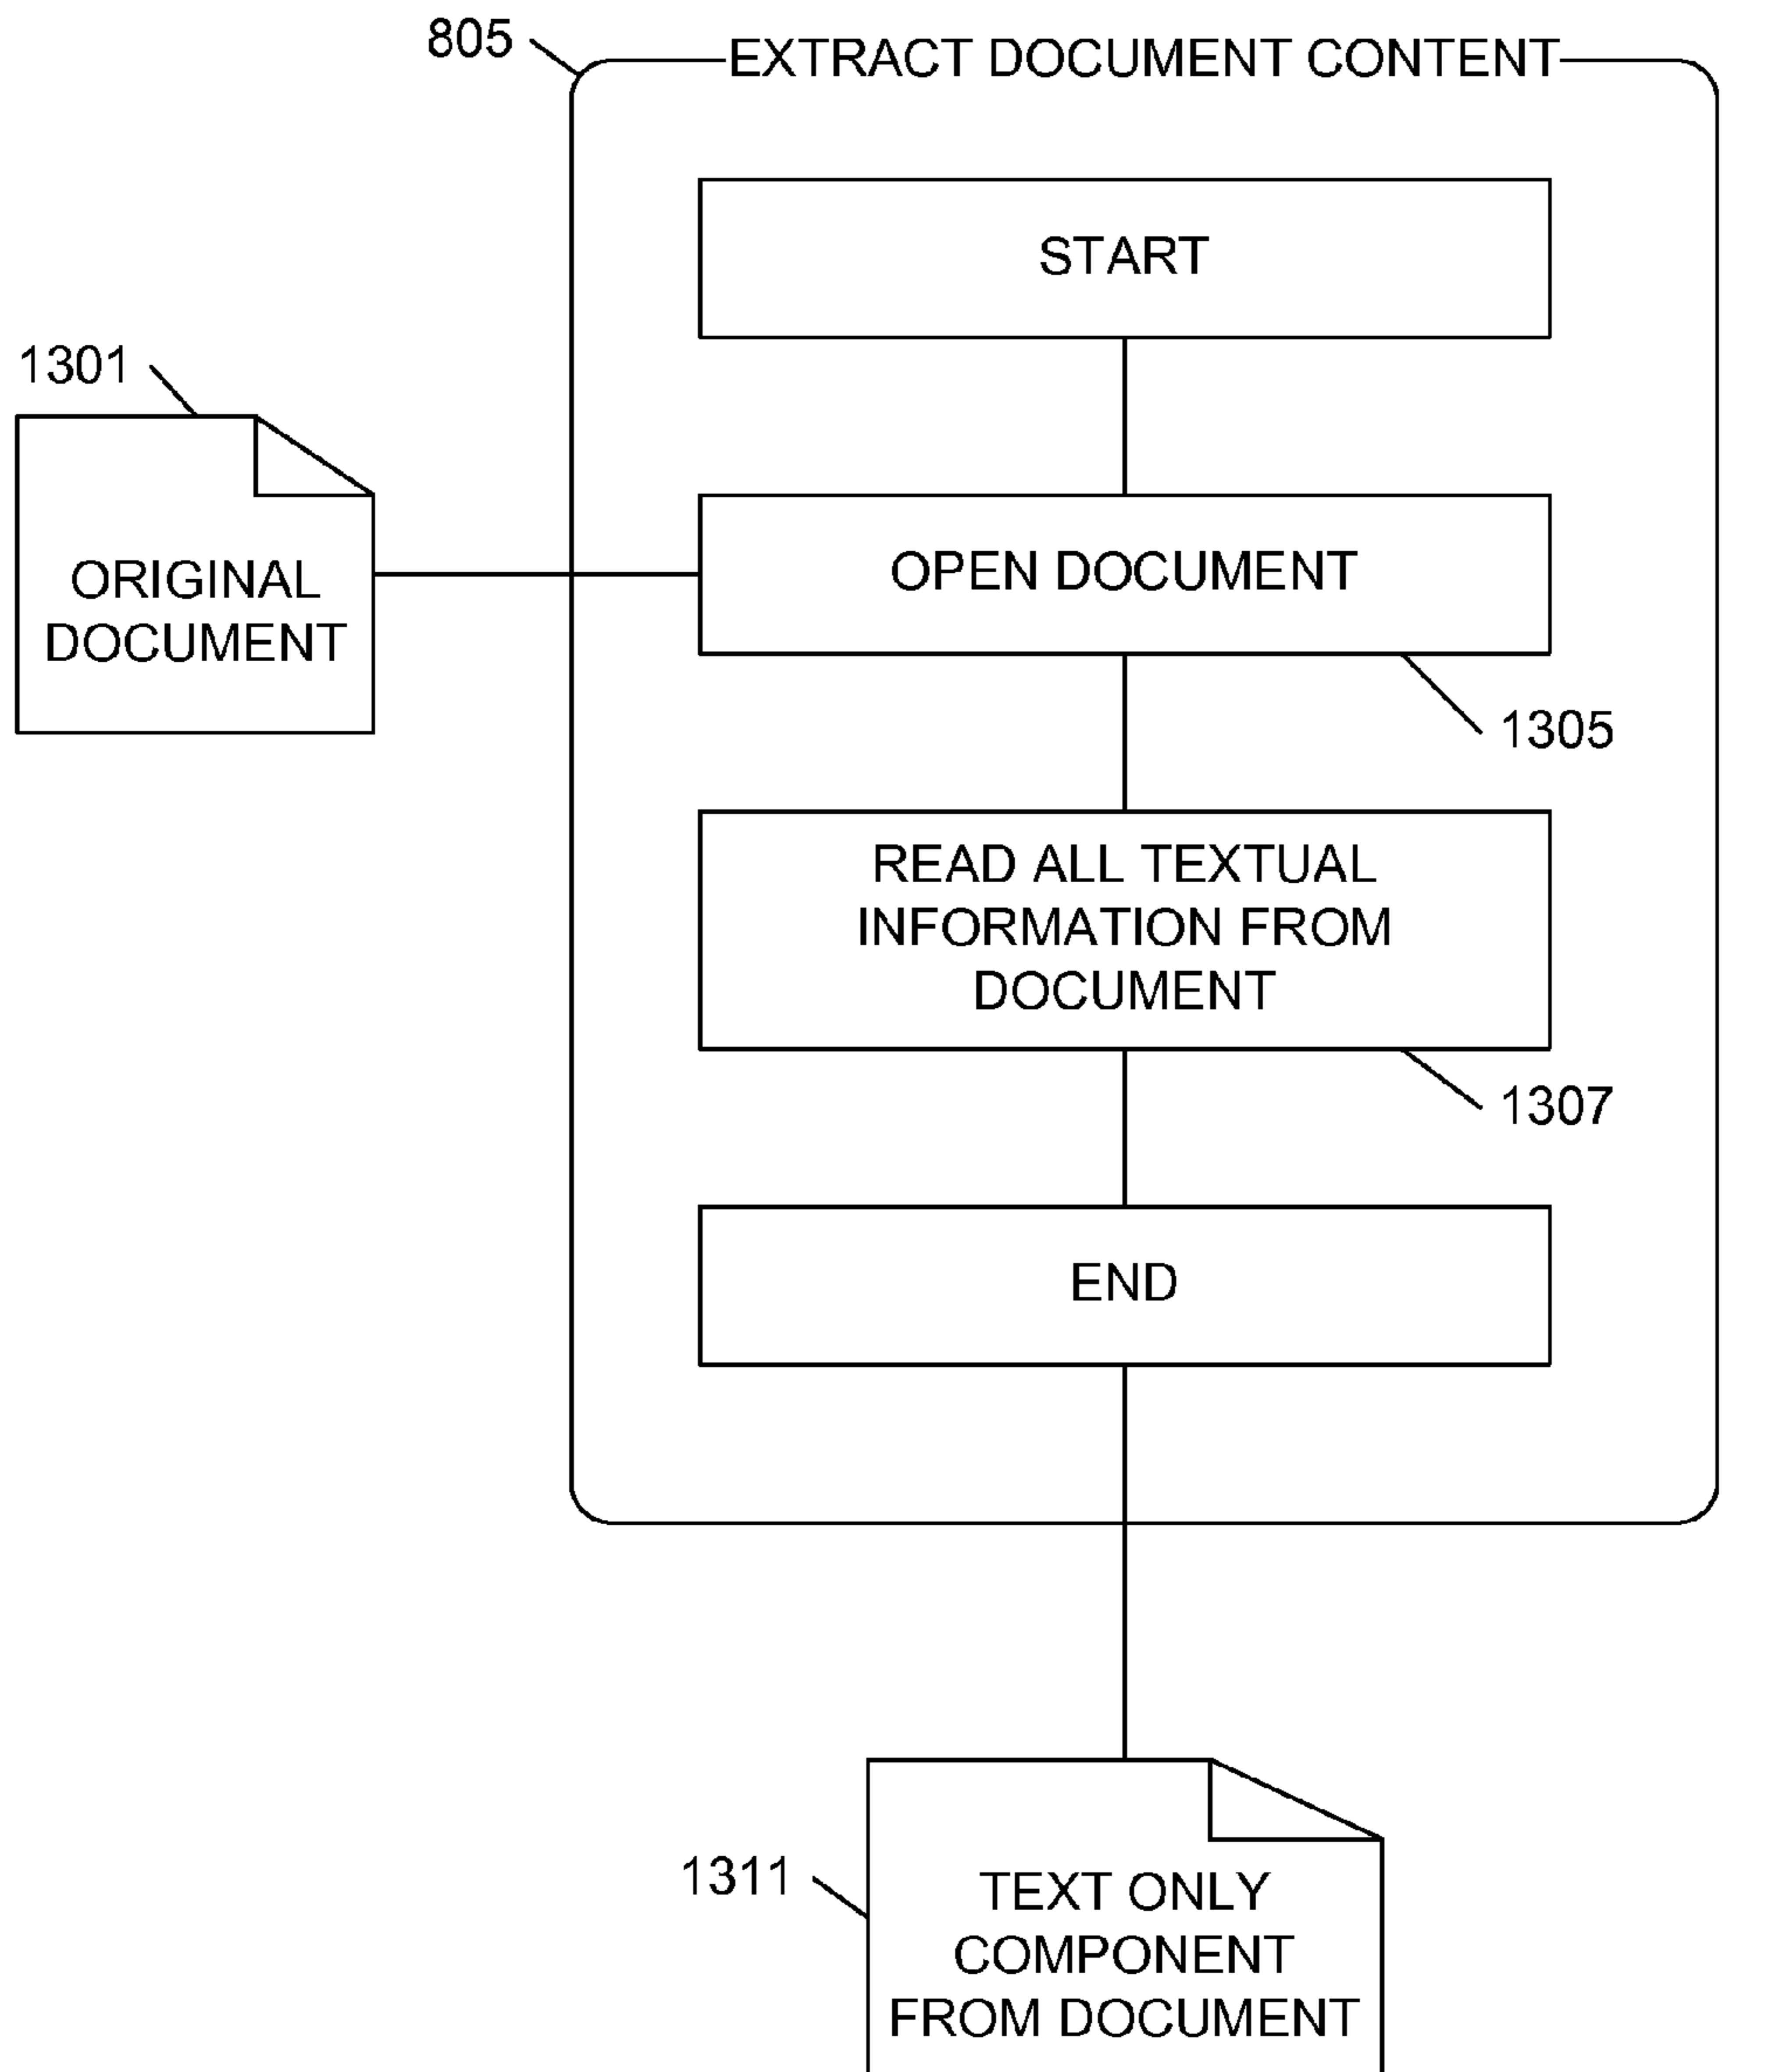 805
EXTRACT DOCUMENT CONTENT
START
1301
ORIGINAL
DOCUMENT
OPEN DOCUMENT
1305
READ ALL TEXTUAL
INFORMATION FROM
DOCUMENT
1307
END
1311
TEXT ONLY
COMPONENT
FROM DOCUMENT